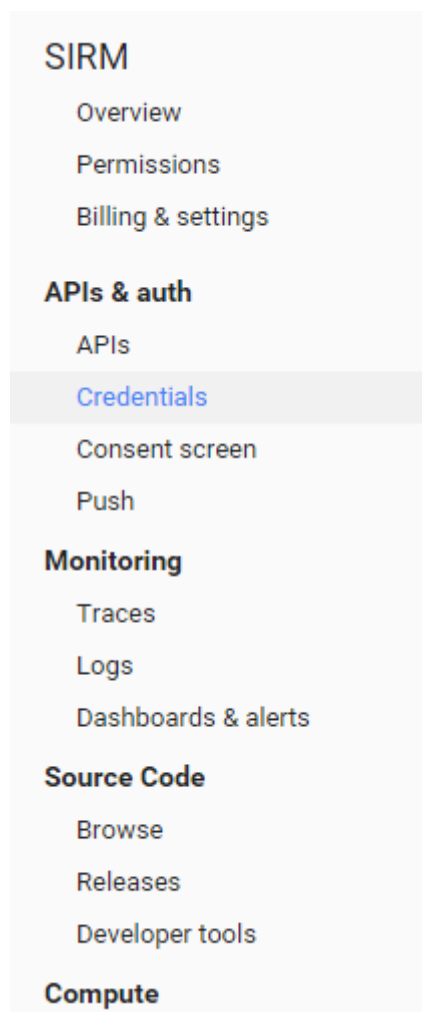 SIRM
Overview
Permissions
Billing & settings
APIs & auth
APIs
Credentials
Consent screen
Push
Monitoring
Traces
Logs
Dashboards & alerts
Source Code
Browse
Releases
Developer tools
Compute